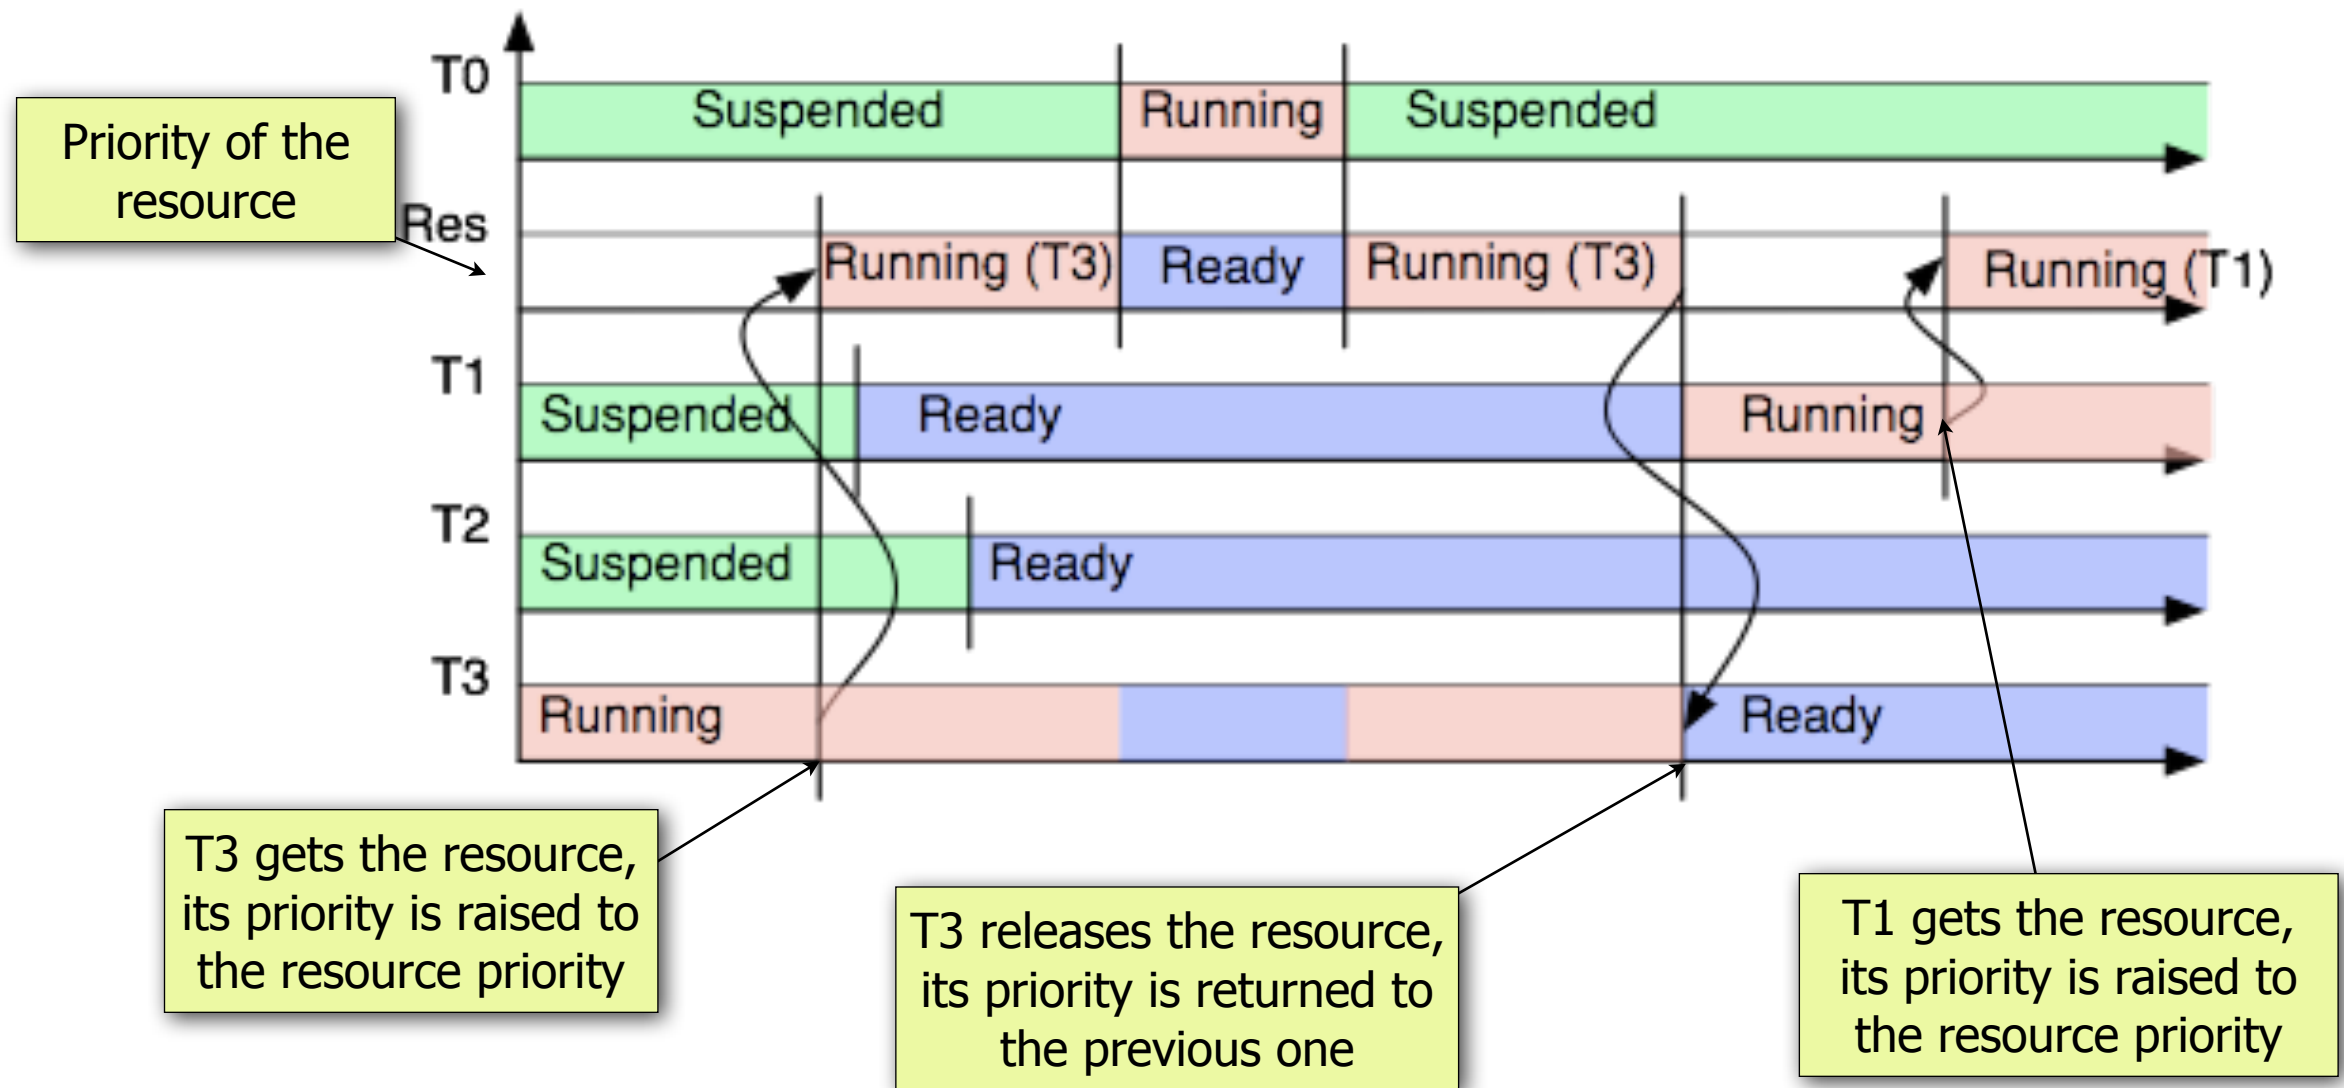 T0
Suspended
Running
Suspended
Priority of the
resource
Res
Running (T3)
Ready
Running (T3)
Running (T1)
T1
Suspended
Ready
Running
T2
Suspended
Ready
T3
Running
Ready
T3 gets the resource,
its priority is raised to
the resource priority
T3 releases the resource,
its priority is returned to
the previous one
T1 gets the resource,
its priority is raised to
the resource priority